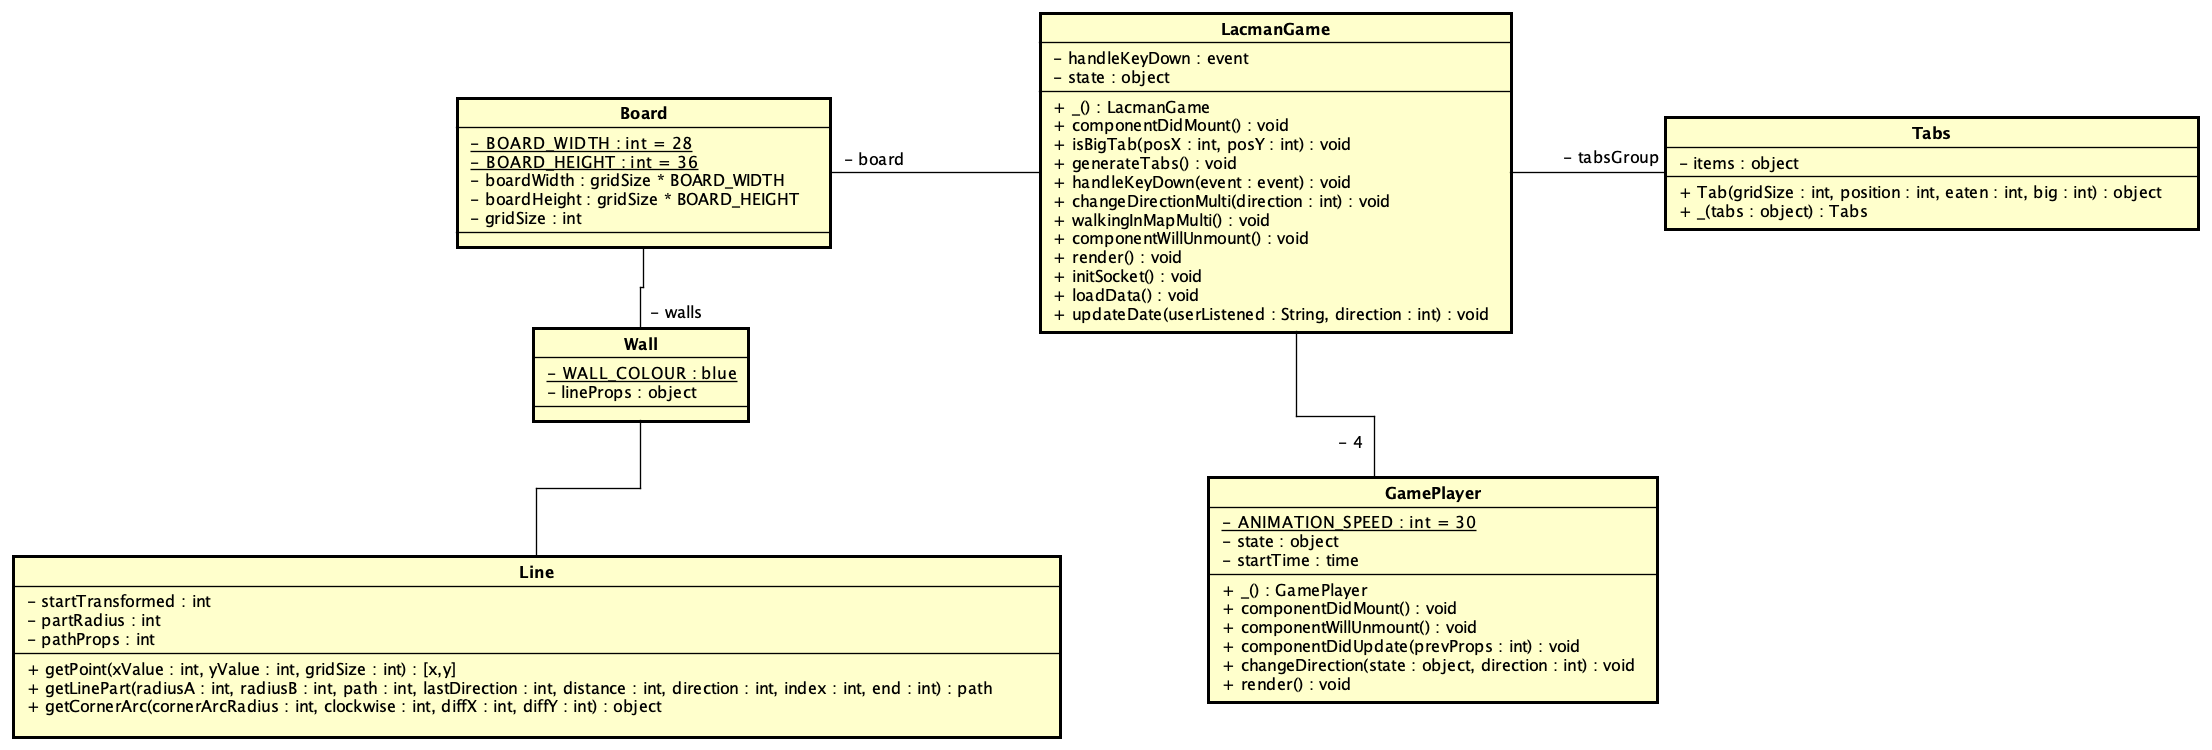 LacmanGame
- handleKeyDown : event
- state : object
+ _() : LacmanGame
+ componentDidMount() : void
+ isBigTab(posX : int, posY : int) : void
+ generateTabs() : void
+ handleKeyDown(event : event) : void
+ changeDirectionMulti(direction : int) : void
+ walkingInMapMulti() : void
+ componentWillUnmount() : void
+ render() : void
+ initSocket() : void
+ loadData() : void
+ updateDate(userListened : String, direction : int) : void
Board
- BOARD_WIDTH : int = 28
- BOARD_HEIGHT : int = 36
- boardWidth : gridSize * BOARD_WIDTH
- boardHeight : gridSize * BOARD_HEIGHT
- gridSize : int
- board
- tabsGroup
Tabs
- items : object
+ Tab(gridSize : int, position : int, eaten : int, big : int) : object
+ _(tabs : object) : Tabs
- walls
Wall
- WALL_COLOUR : blue
- lineProps : object
- 4
GamePlayer
- ANIMATION_SPEED : int = 30
- state : object
- startTime : time
+ _() : GamePlayer
+ componentDidMount() : void
+ componentWillUnmount() : void
+ componentDidUpdate(prevProps : int) : void
+ changeDirection(state : object, direction : int) : void
+ render() : void
Line
- startTransformed : int
- partRadius : int
- pathProps : int
+ getPoint(xValue : int, yValue : int, gridSize : int) : [x,y]
+ getLinePart(radiusA : int, radiusB : int, path : int, lastDirection : int, distance : int, direction : int, index : int, end : int) : path
+ getCornerArc(cornerArcRadius : int, clockwise : int, diffX : int, diffY : int) : object